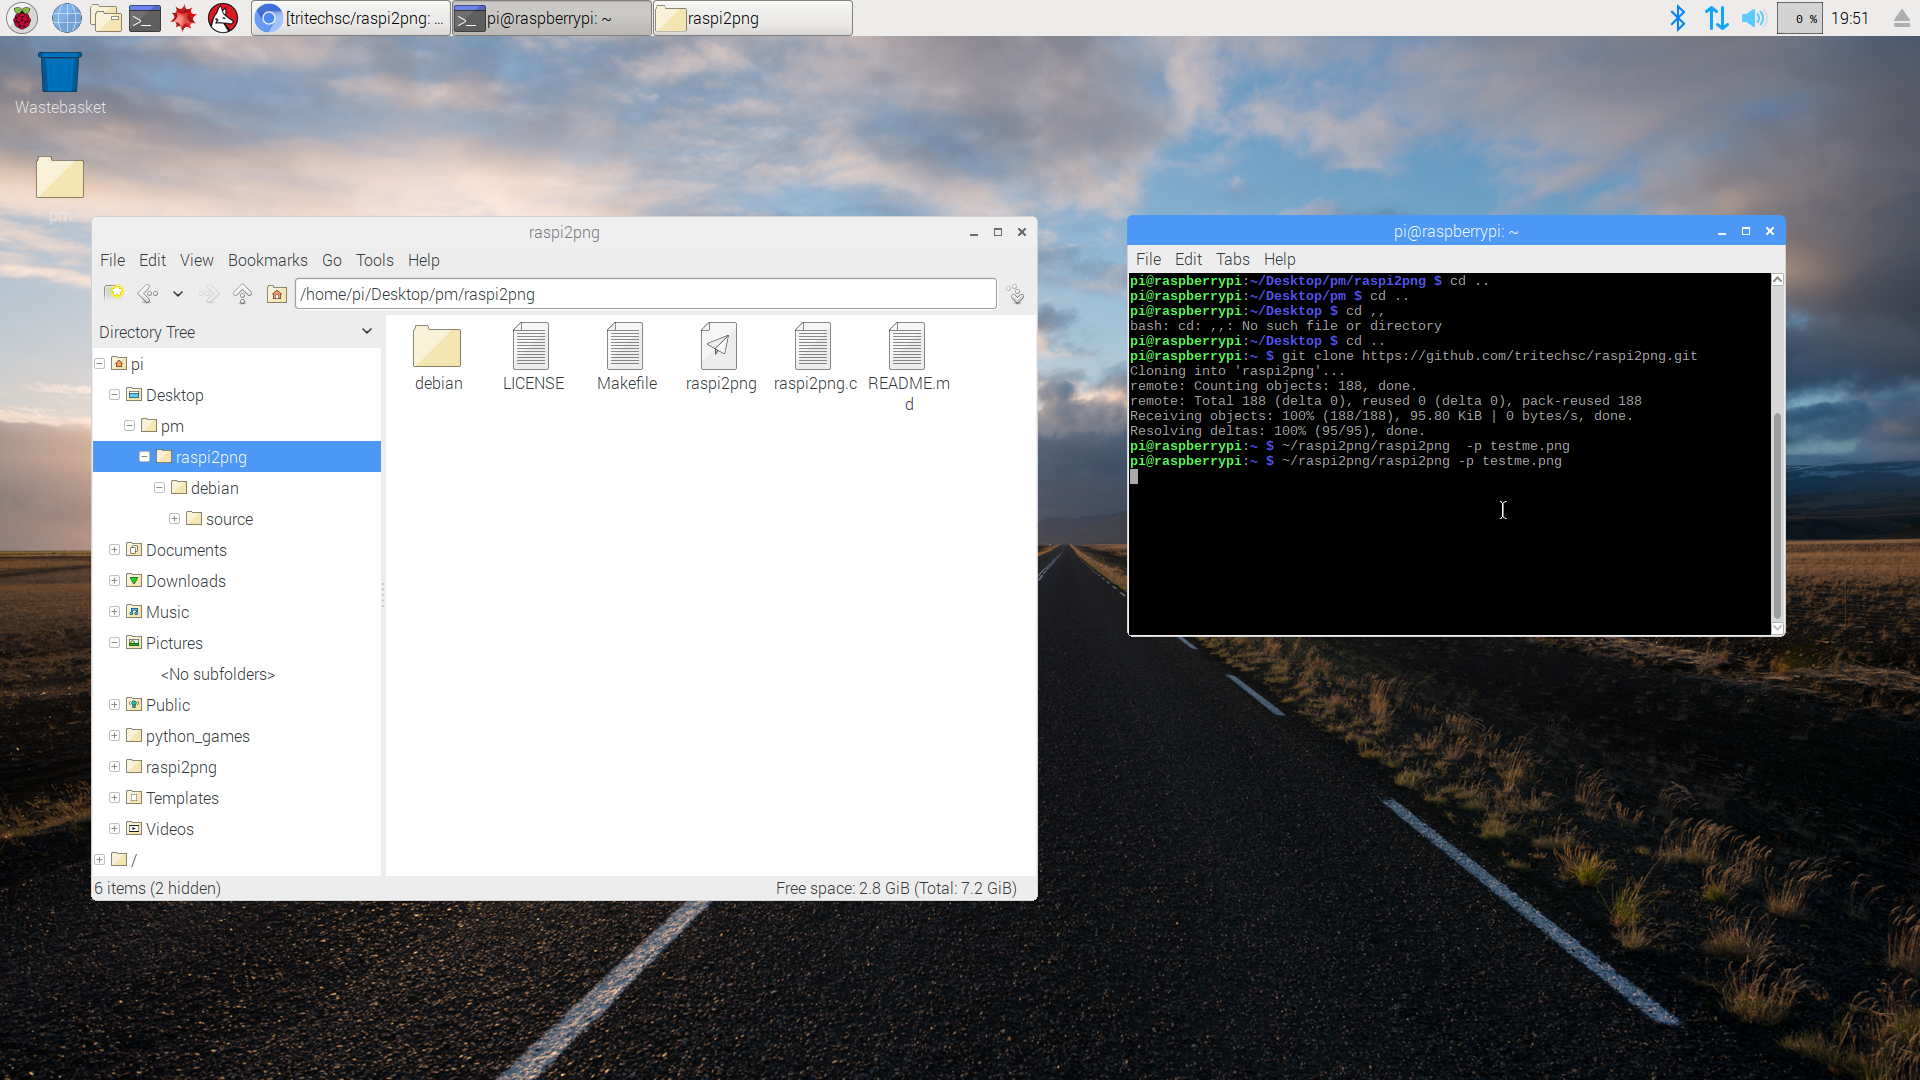 [tritechsc/raspi2png: ...
pi@raspberrypi: ~
raspi2png
0 %
19:51
Wastebasket
pm
raspi2png
File Edit View Bookmarks Go Tools Help
/home/pi/Desktop/pm/raspi2png
Directory Tree
pi
Desktop
pm
raspi2png
debian
source
Documents
Downloads
Music
Pictures
<No subfolders>
Public
python_games
raspi2png
Templates
Videos
/
debian
LICENSE
Makefile
raspi2png
raspi2png.c
README.m
d
6 items (2 hidden)
Free space: 2.8 GiB (Total: 7.2 GiB)
pi@raspberrypi: ~
File Edit Tabs Help
pi@raspberrypi:~/Desktop/pm/raspi2png $ cd ..
pi@raspberrypi:~/Desktop/pm $ cd ..
pi@raspberrypi:~/Desktop $ cd ,,
bash: cd: ,,: No such file or directory
pi@raspberrypi:~/Desktop $ cd ..
pi@raspberrypi:~ $ git clone https://github.com/tritechsc/raspi2png.git
Cloning into 'raspi2png'...
remote: Counting objects: 188, done.
remote: Total 188 (delta 0), reused 0 (delta 0), pack-reused 188
Receiving objects: 100% (188/188), 95.80 KiB | 0 bytes/s, done.
Resolving deltas: 100% (95/95), done.
pi@raspberrypi:~ $ ~/raspi2png/raspi2png  -p testme.png
pi@raspberrypi:~ $ ~/raspi2png/raspi2png -p testme.png